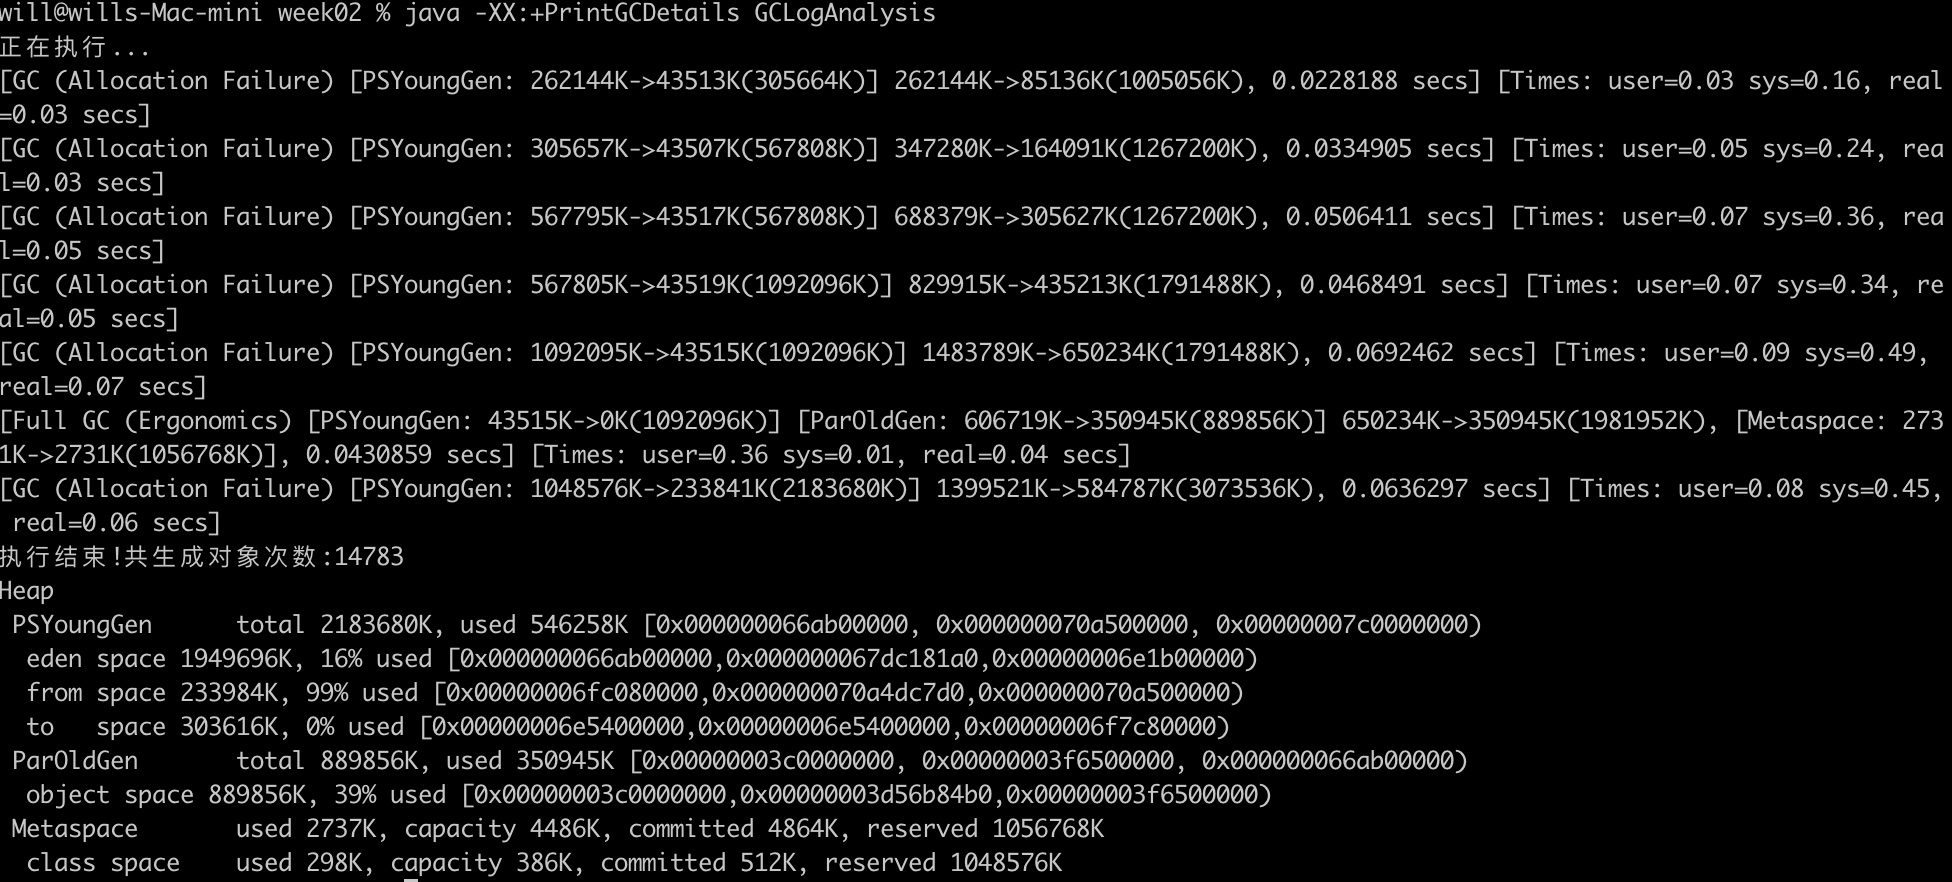 will@wills-Mac-mini week02 % java -XX:+PrintGCDetails GCLogAnalysis
正在执行...
[GC (Allocation Failure) [PSYoungGen: 262144K->43513K(305664K)] 262144K->85136K(1005056K), 0.0228188 secs] [Times: user=0.03 sys=0.16, real
=0.03 secs]
[GC (Allocation Failure) [PSYoungGen: 305657K->43507K(567808K)] 347280K->164091K(1267200K), 0.0334905 secs] [Times: user=0.05 sys=0.24, rea
l=0.03 secs]
[GC (Allocation Failure) [PSYoungGen: 567795K->43517K(567808K)] 688379K->305627K(1267200K), 0.0506411 secs] [Times: user=0.07 sys=0.36, rea
l=0.05 secs]
[GC (Allocation Failure) [PSYoungGen: 567805K->43519K(1092096K)] 829915K->435213K(1791488K), 0.0468491 secs] [Times: user=0.07 sys=0.34, re
al=0.05 secs]
[GC (Allocation Failure) [PSYoungGen: 1092095K->43515K(1092096K)] 1483789K->650234K(1791488K), 0.0692462 secs] [Times: user=0.09 sys=0.49,
real=0.07 secs]
[Full GC (Ergonomics) [PSYoungGen: 43515K->0K(1092096K)] [ParOldGen: 606719K->350945K(889856K)] 650234K->350945K(1981952K), [Metaspace: 273
1K->2731K(1056768K)], 0.0430859 secs] [Times: user=0.36 sys=0.01, real=0.04 secs]
[GC (Allocation Failure) [PSYoungGen: 1048576K->233841K(2183680K)] 1399521K->584787K(3073536K), 0.0636297 secs] [Times: user=0.08 sys=0.45,
 real=0.06 secs]
执行结束!共生成对象次数:14783
Heap
 PSYoungGen      total 2183680K, used 546258K [0x000000066ab00000, 0x000000070a500000, 0x00000007c0000000)
  eden space 1949696K, 16% used [0x000000066ab00000,0x000000067dc181a0,0x00000006e1b00000)
  from space 233984K, 99% used [0x00000006fc080000,0x000000070a4dc7d0,0x000000070a500000)
  to   space 303616K, 0% used [0x00000006e5400000,0x00000006e5400000,0x00000006f7c80000)
 ParOldGen       total 889856K, used 350945K [0x00000003c0000000, 0x00000003f6500000, 0x000000066ab00000)
  object space 889856K, 39% used [0x00000003c0000000,0x00000003d56b84b0,0x00000003f6500000)
 Metaspace       used 2737K, capacity 4486K, committed 4864K, reserved 1056768K
  class space    used 298K, capacity 386K, committed 512K, reserved 1048576K